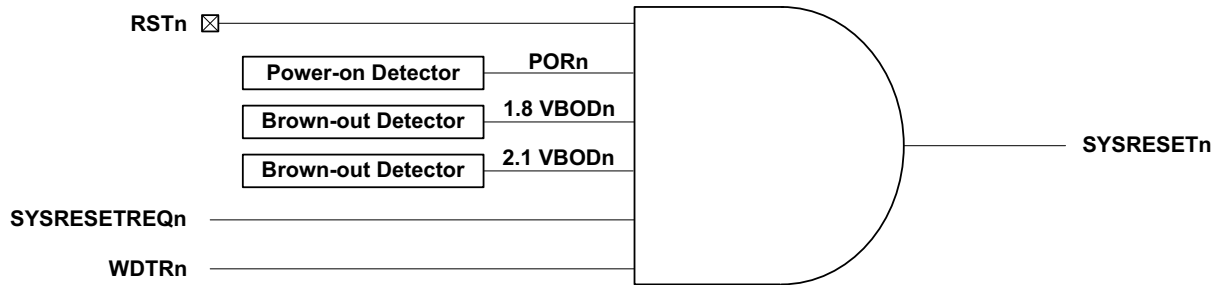 RSTn
Power-on Detector
PORn
Brown-out Detector
1.8 VBODn
Brown-out Detector
2.1 VBODn
SYSRESETREQn
WDTRn
SYSRESETn